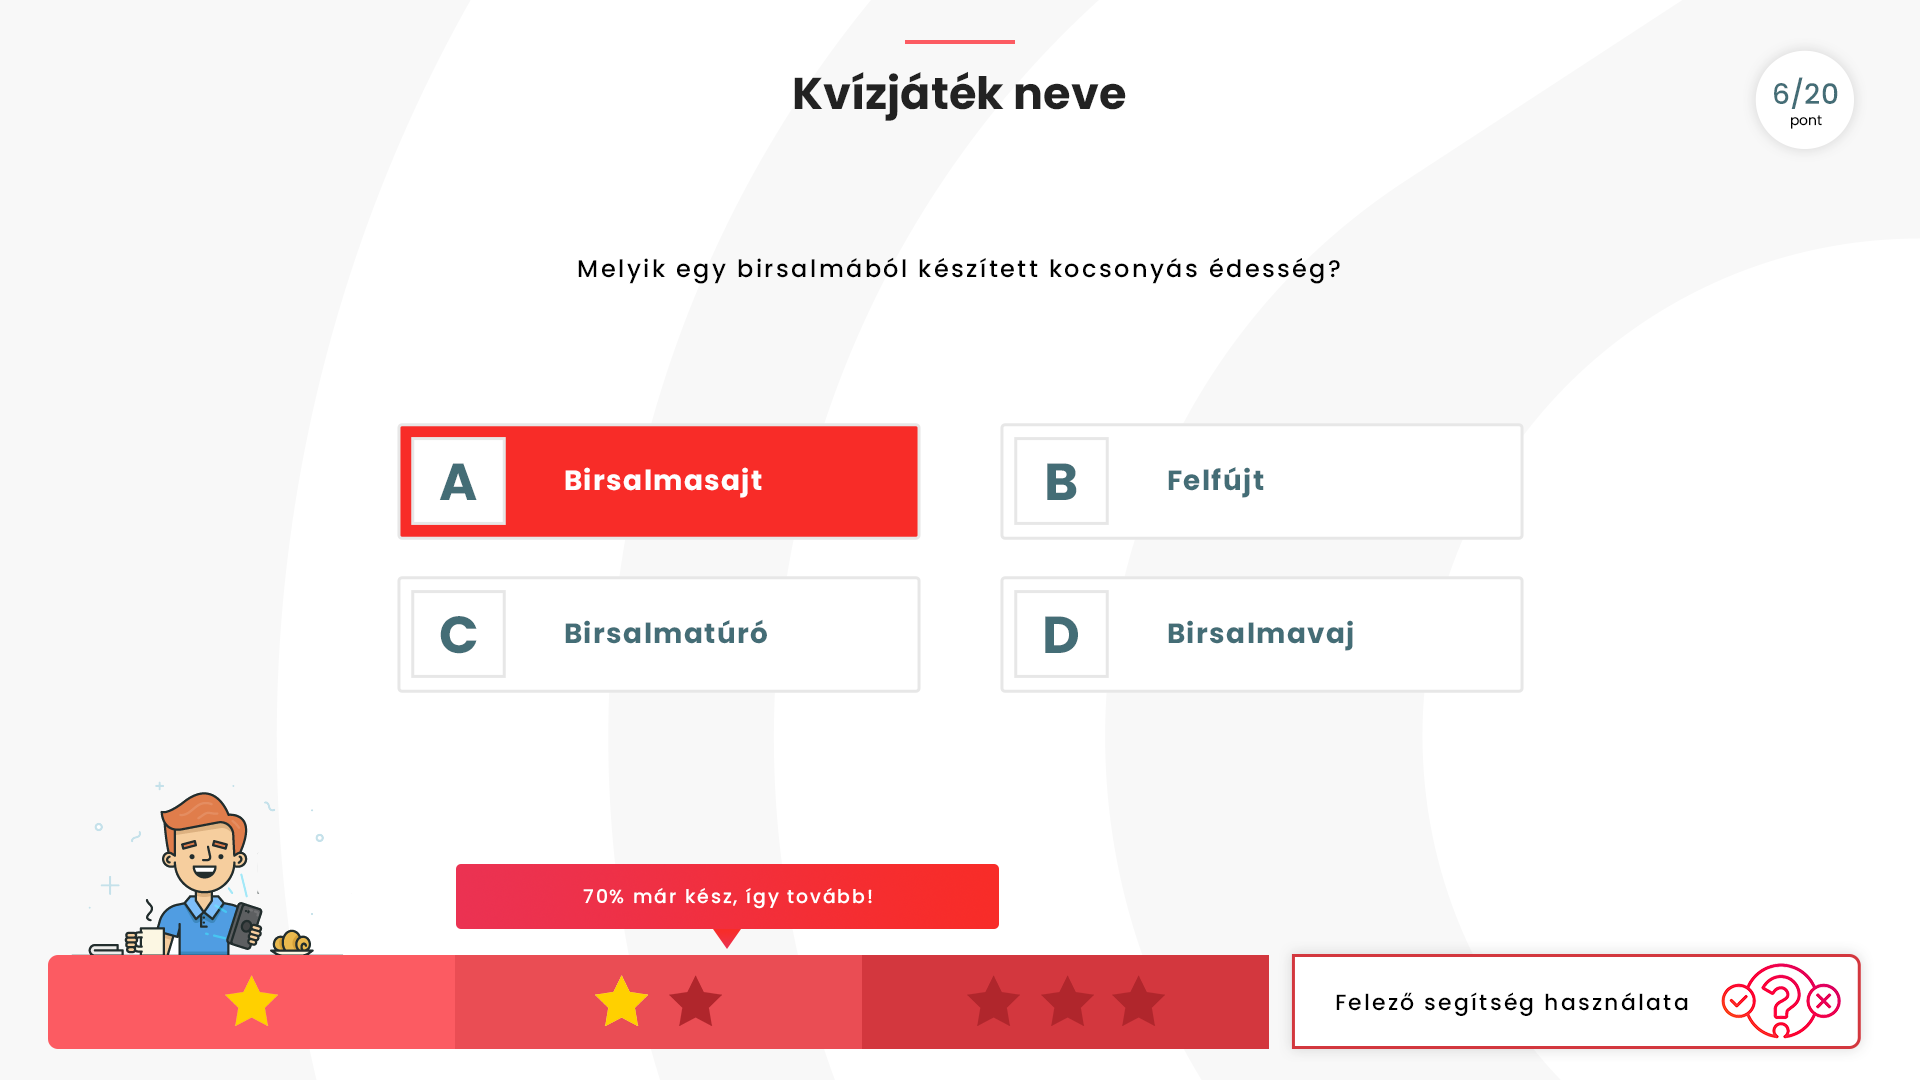 Kvízjáték neve
6/20
pont
Melyik egy birsalmából készített kocsonyás édesség?
A
Birsalmasajt
B
Felfújt
C
Birsalmatúró
D
Birsalmavaj
70% már kész, így tovább!
Felező segítség használata